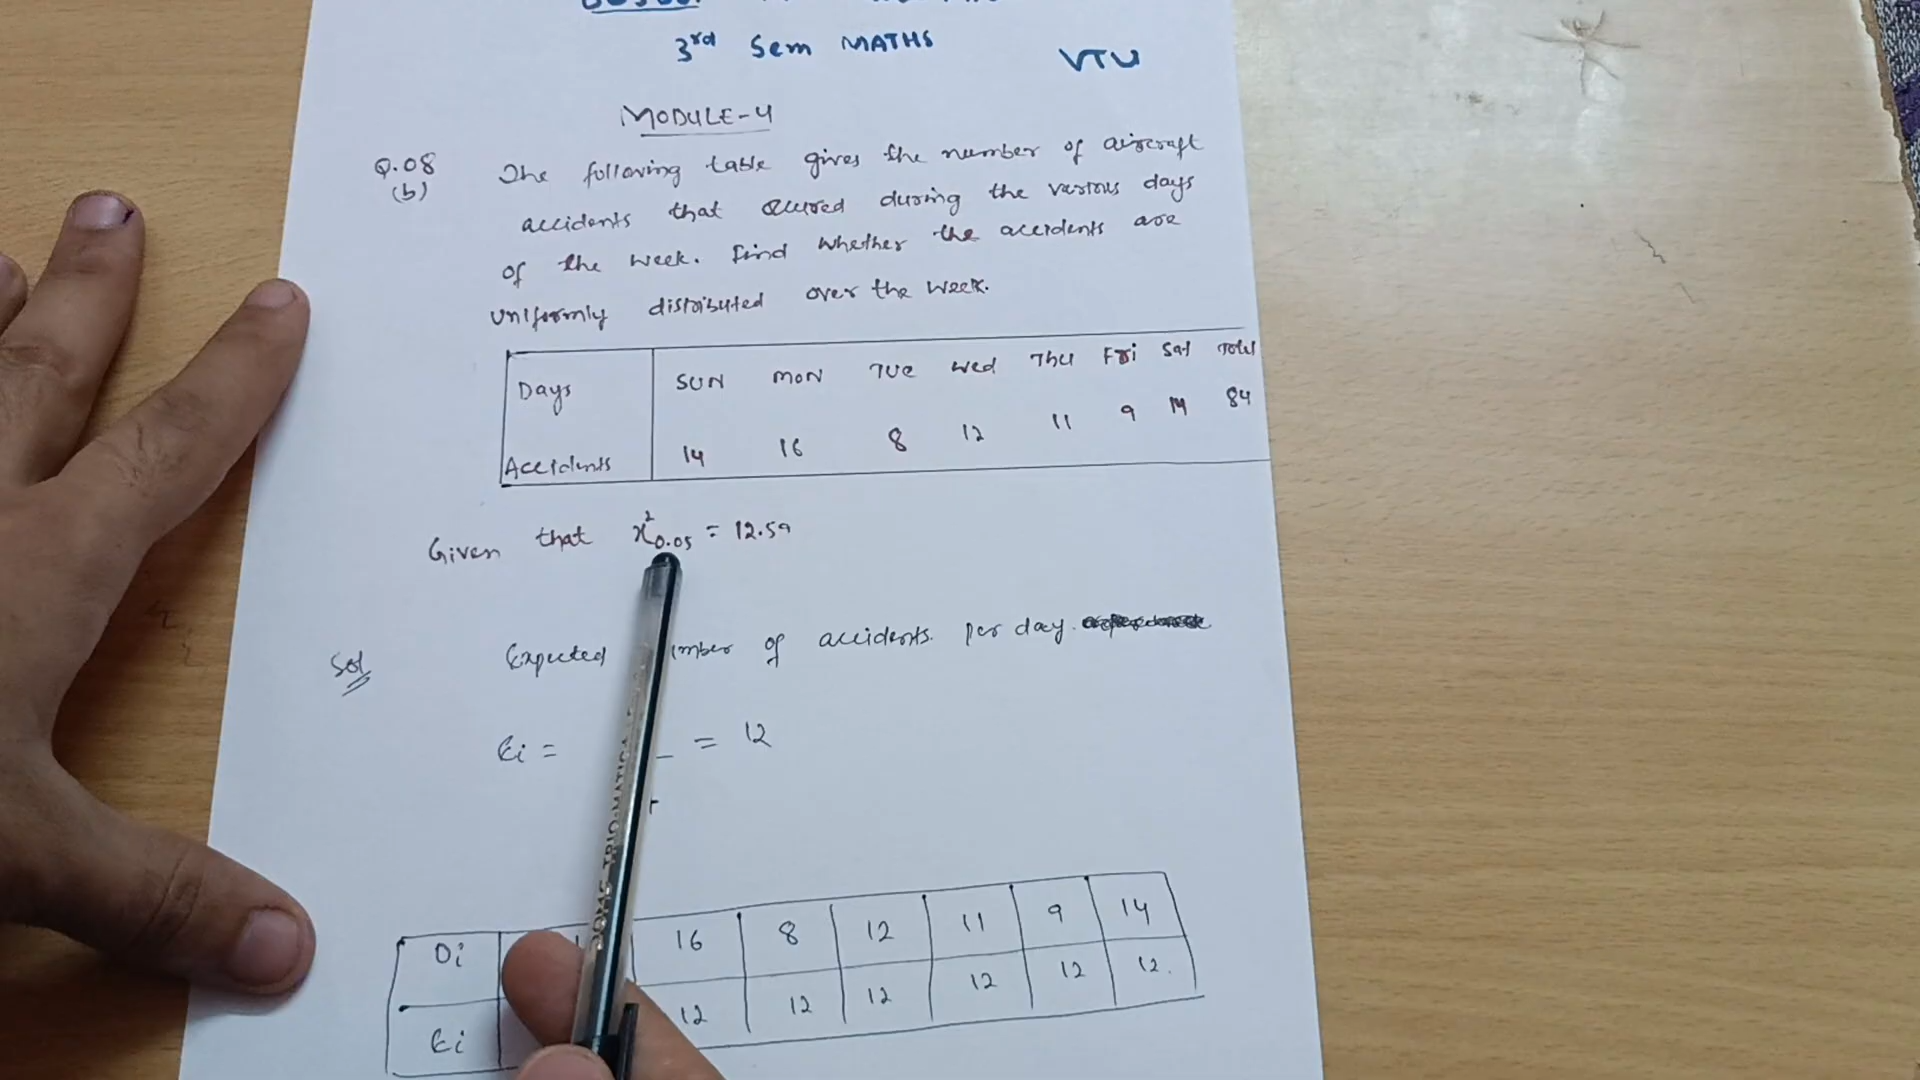 3rd Sem MATHS
VTU
MODULE-4
Q.08 The following table gives the number of aircraft
(b) accidents that occured during the various days
of the week. Find whether the accidents are
uniformly distributed over the week.
Days SUN MON TUE Wed Thu Fri Sat Total
Accidents 14 16 8 12 11 9 14 84
Given that x²0.05 = 12.59
Sol Expected of accidents. per day.
Ei = = 12
Oi 16 8 12 11 9 14
Ei 12 12 12 12 12 12.